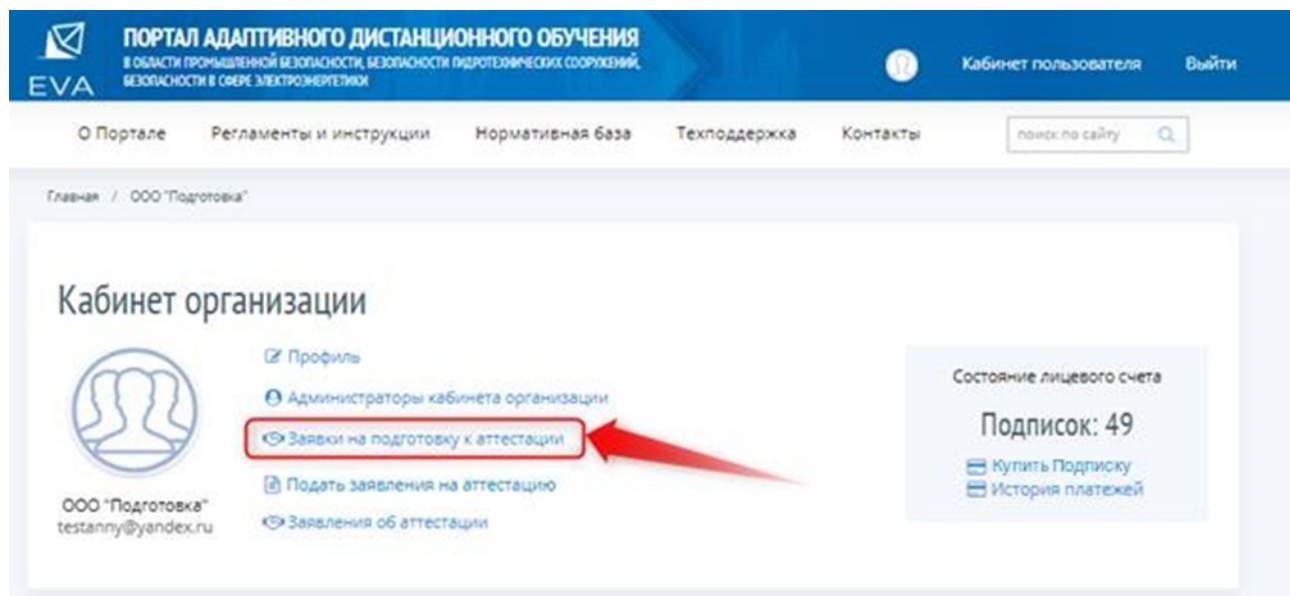 EVA
ПОРТАЛ АДАПТИВНОГО ДИСТАНЦИОННОГО ОБУЧЕНИЯ
В ОБЛАСТИ ПРОМЫШЛЕННОЙ БЕЗОПАСНОСТИ, БЕЗОПАСНОСТИ ГИДРОТЕХНИЧЕСКИХ СООРУЖЕНИЙ,
БЕЗОПАСНОСТИ В СФЕРЕ ЭЛЕКТРОЭНЕРГЕТИКИ
Кабинет пользователя Выйти
О Портале Регламенты и инструкции Нормативная база Техподдержка Контакты поиск по сайту
Главная / ООО "Подготовка"
Кабинет организации
Профиль
Администраторы кабинета организации
Заявки на подготовку к аттестации
Подать заявления на аттестацию
Заявления об аттестации
ООО "Подготовка"
testanny@yandex.ru
Состояние лицевого счета
Подписок: 49
Купить Подписку
История платежей